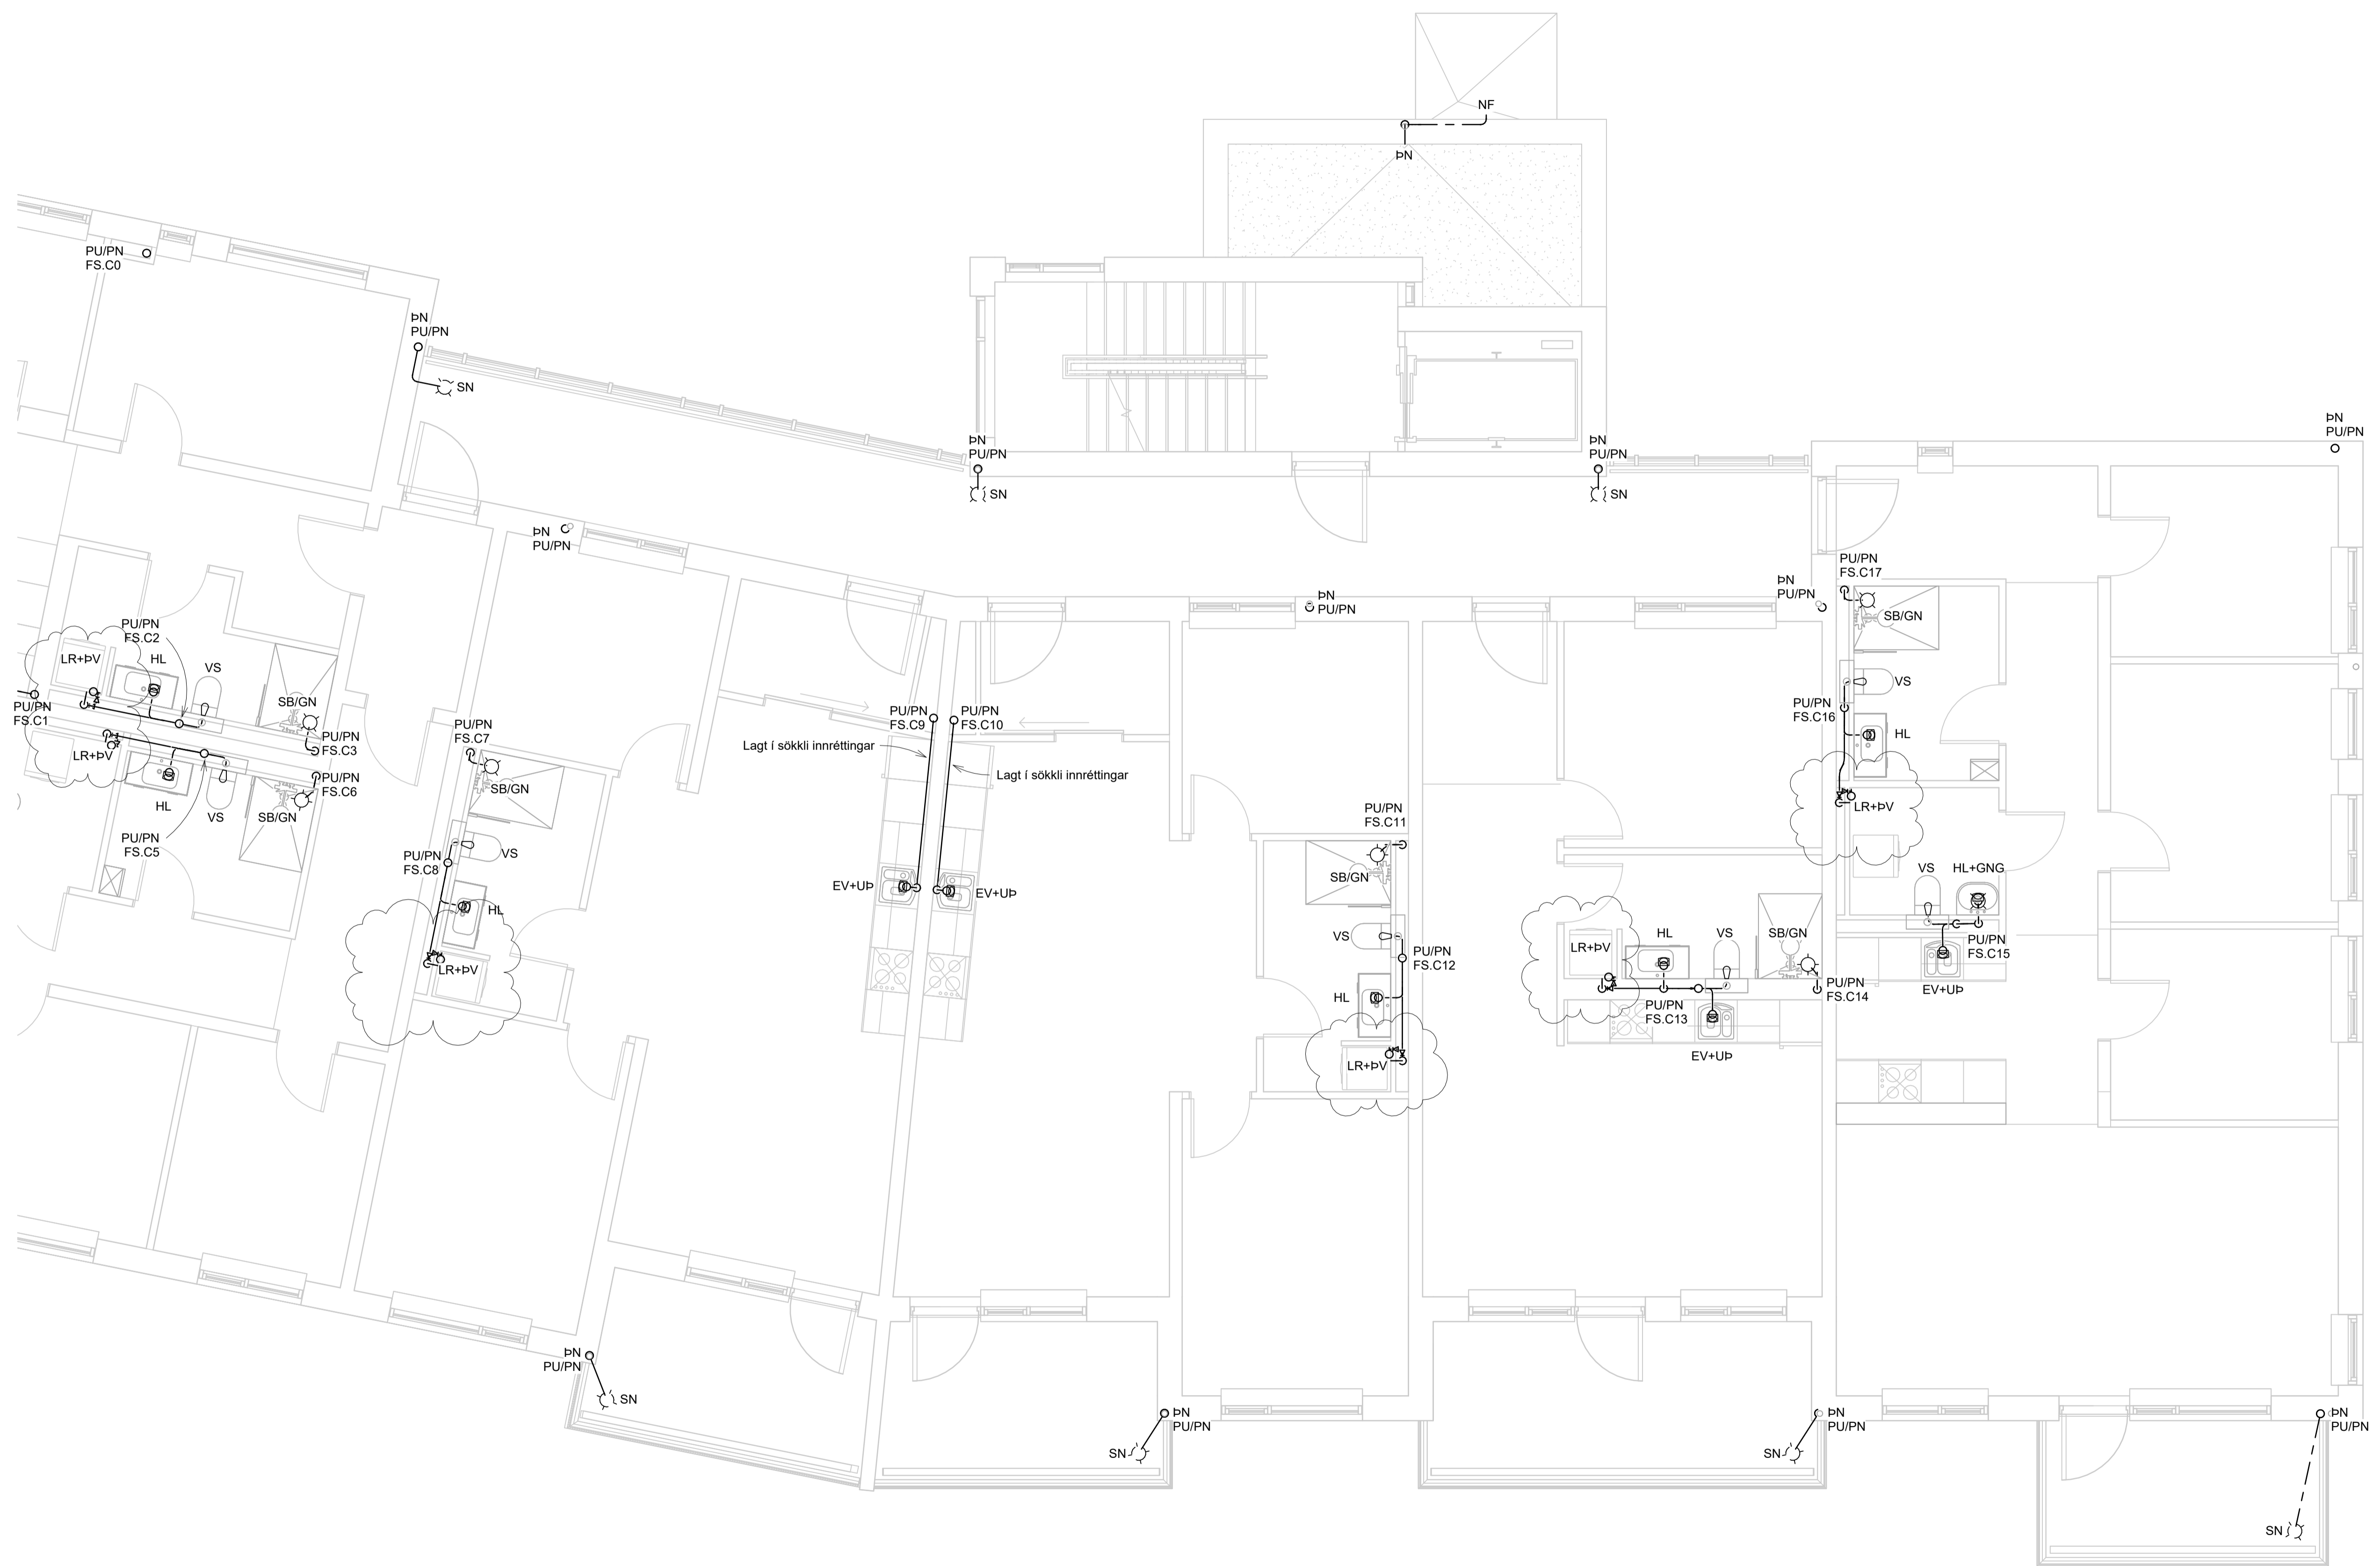 NF
ÞN
PU/PN
FS.C0
ÞN
PU/PN
SN
ÞN
PU/PN
SN
ÞN
PU/PN
SN
ÞN
PU/PN
ÞN
PU/PN
ÞN
PU/PN
ÞN
PU/PN
PU/PN
FS.C17
SB/GN
VS
PU/PN
FS.C16
HL
LR+ÞV
PU/PN
FS.C2
LR+ÞV
HL
VS
SB/GN
PU/PN
FS.C1
PU/PN
FS.C3
LR+ÞV
HL
VS
SB/GN
PU/PN
FS.C6
PU/PN
FS.C5
PU/PN
FS.C7
SB/GN
VS
PU/PN
FS.C8
HL
LR+ÞV
PU/PN
FS.C9
PU/PN
FS.C10
Lagt í sökkli innréttingar
Lagt í sökkli innréttingar
EV+UÞ
EV+UÞ
PU/PN
FS.C11
SB/GN
VS
PU/PN
FS.C12
HL
LR+ÞV
LR+ÞV
HL
VS
SB/GN
PU/PN
FS.C13
PU/PN
FS.C14
EV+UÞ
VS
HL+GNG
PU/PN
FS.C15
EV+UÞ
ÞN
PU/PN
SN
ÞN
PU/PN
SN
ÞN
PU/PN
SN
ÞN
PU/PN
SN